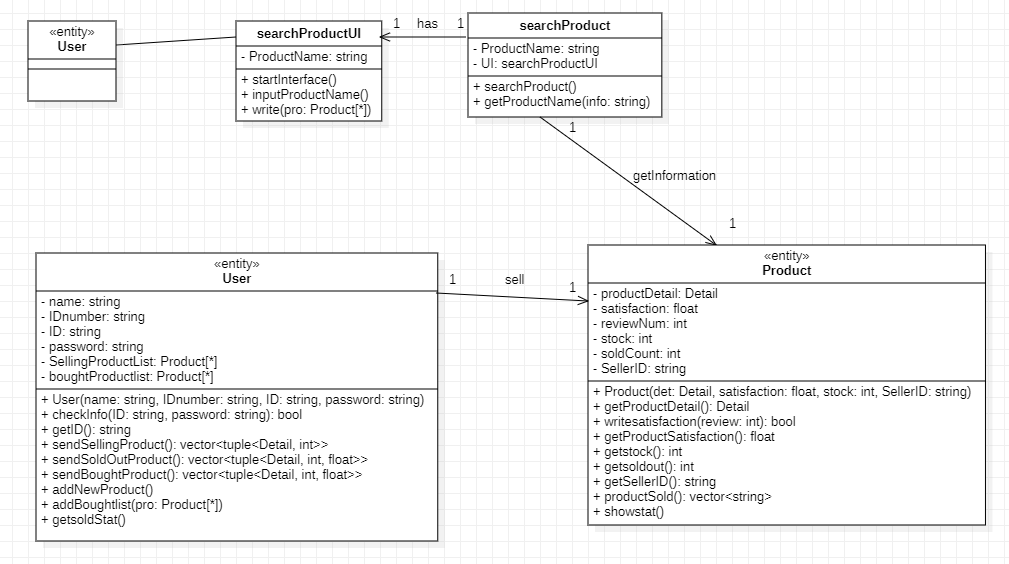 «entity»
User
searchProductUI
- ProductName: string
+ startInterface()
+ inputProductName()
+ write(pro: Product[*])
1 has 1
searchProduct
- ProductName: string
- UI: searchProductUI
+ searchProduct()
+ getProductName(info: string)
1
getInformation
1
«entity»
User
- name: string
- IDnumber: string
- ID: string
- password: string
- SellingProductList: Product[*]
- boughtProductlist: Product[*]
+ User(name: string, IDnumber: string, ID: string, password: string)
+ checkInfo(ID: string, password: string): bool
+ getID(): string
+ sendSellingProduct(): vector<tuple<Detail, int>>
+ sendSoldOutProduct(): vector<tuple<Detail, int, float>>
+ sendBoughtProduct(): vector<tuple<Detail, int, float>>
+ addNewProduct()
+ addBoughtlist(pro: Product[*])
+ getsoldStat()
1 sell 1
«entity»
Product
- productDetail: Detail
- satisfaction: float
- reviewNum: int
- stock: int
- soldCount: int
- SellerID: string
+ Product(det: Detail, satisfaction: float, stock: int, SellerID: string)
+ getProductDetail(): Detail
+ writesatisfaction(review: int): bool
+ getProductSatisfaction(): float
+ getstock(): int
+ getsoldout(): int
+ getSellerID(): string
+ productSold(): vector<string>
+ showstat()